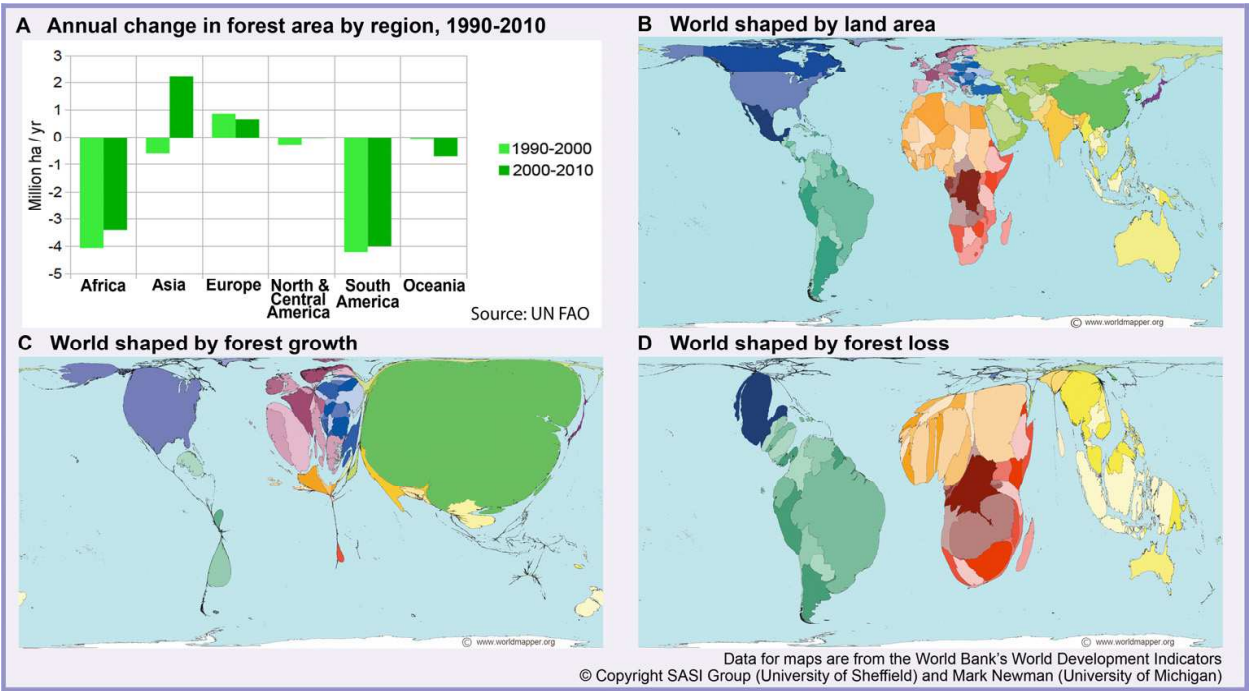 A Annual change in forest area by region, 1990-2010
3
2
1
0
-1
-2
-3
-4
-5
Million ha / yr
1990-2000
2000-2010
Africa
Asia
Europe
North &
Central
America
South
America
Oceania
Source: UN FAO
B World shaped by land area
© www.worldmapper.org
C World shaped by forest growth
© www.worldmapper.org
D World shaped by forest loss
© www.worldmapper.org
Data for maps are from the World Bank's World Development Indicators
© Copyright SASI Group (University of Sheffield) and Mark Newman (University of Michigan)